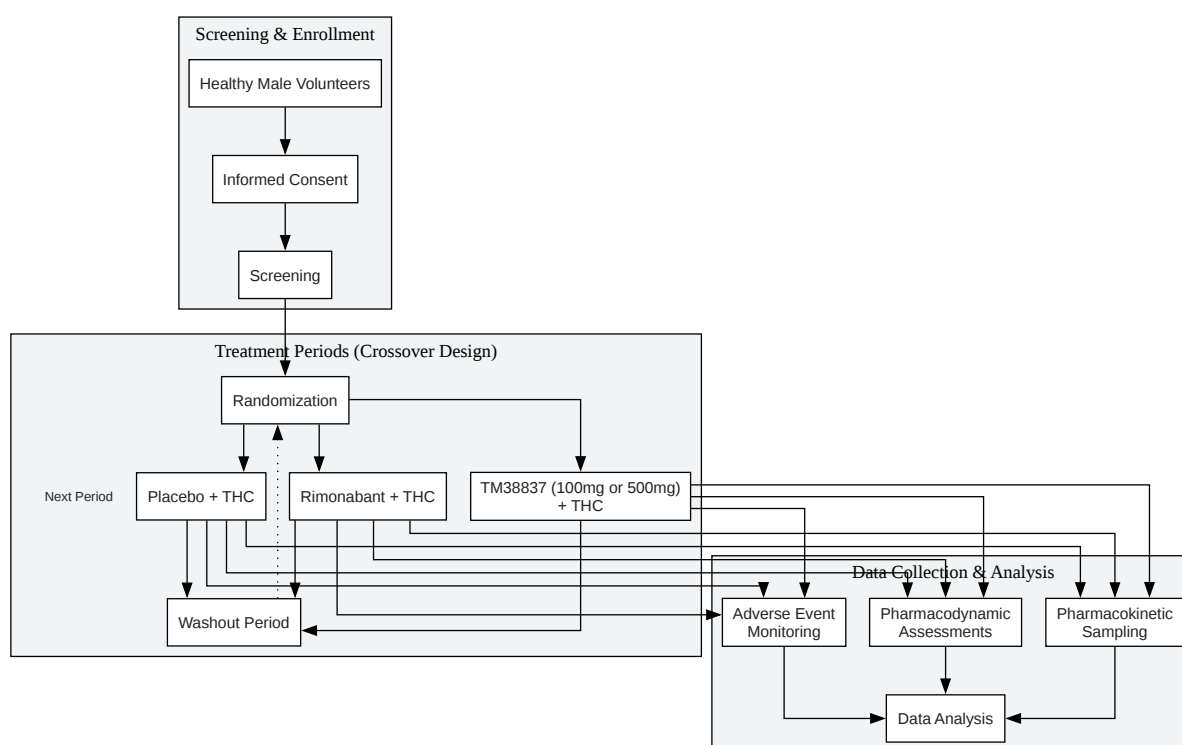 Screening & Enrollment
Healthy Male Volunteers
Informed Consent
Screening
Treatment Periods (Crossover Design)
Randomization
Next Period
Placebo + THC
Rimonabant + THC
TM38837 (100mg or 500mg)
+ THC
Washout Period
Data Collection & Analysis
Adverse Event
Monitoring
Pharmacodynamic
Assessments
Pharmacokinetic
Sampling
Data Analysis